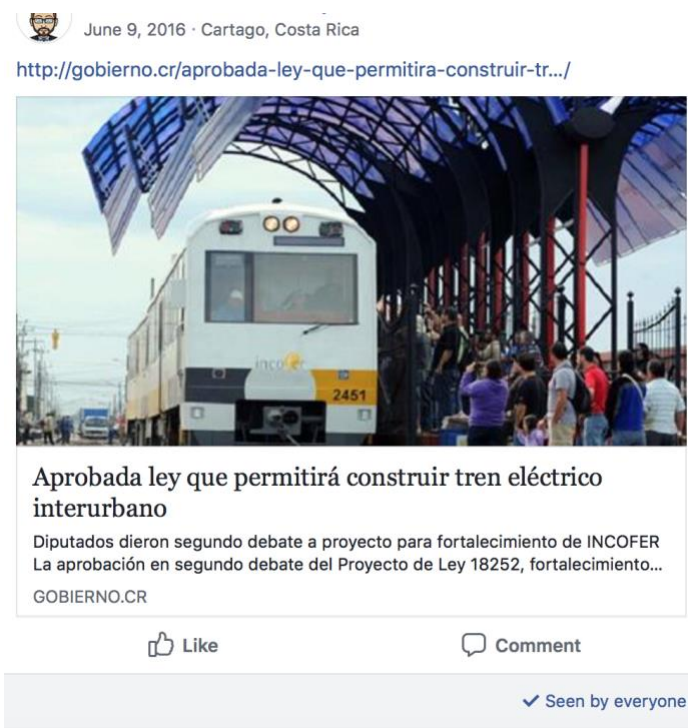 June 9, 2016 · Cartago, Costa Rica
http://gobierno.cr/aprobada-ley-que-permitira-construir-tr.../
incofer
2451
Aprobada ley que permitirá construir tren eléctrico
interurbano
Diputados dieron segundo debate a proyecto para fortalecimiento de INCOFER
La aprobación en segundo debate del Proyecto de Ley 18252, fortalecimiento...
GOBIERNO.CR
Like
Comment
Seen by everyone